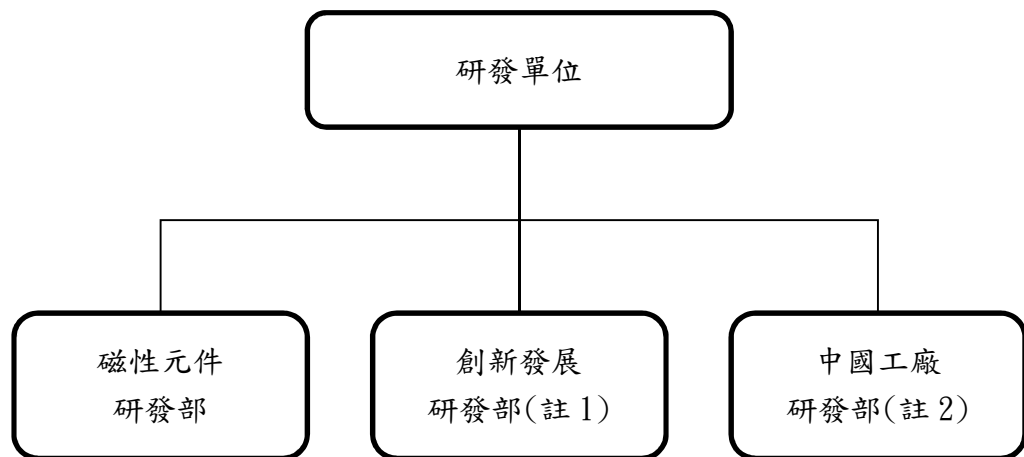 研發單位
磁性元件
研發部
創新發展
研發部(註 1)
中國工廠
研發部(註 2)